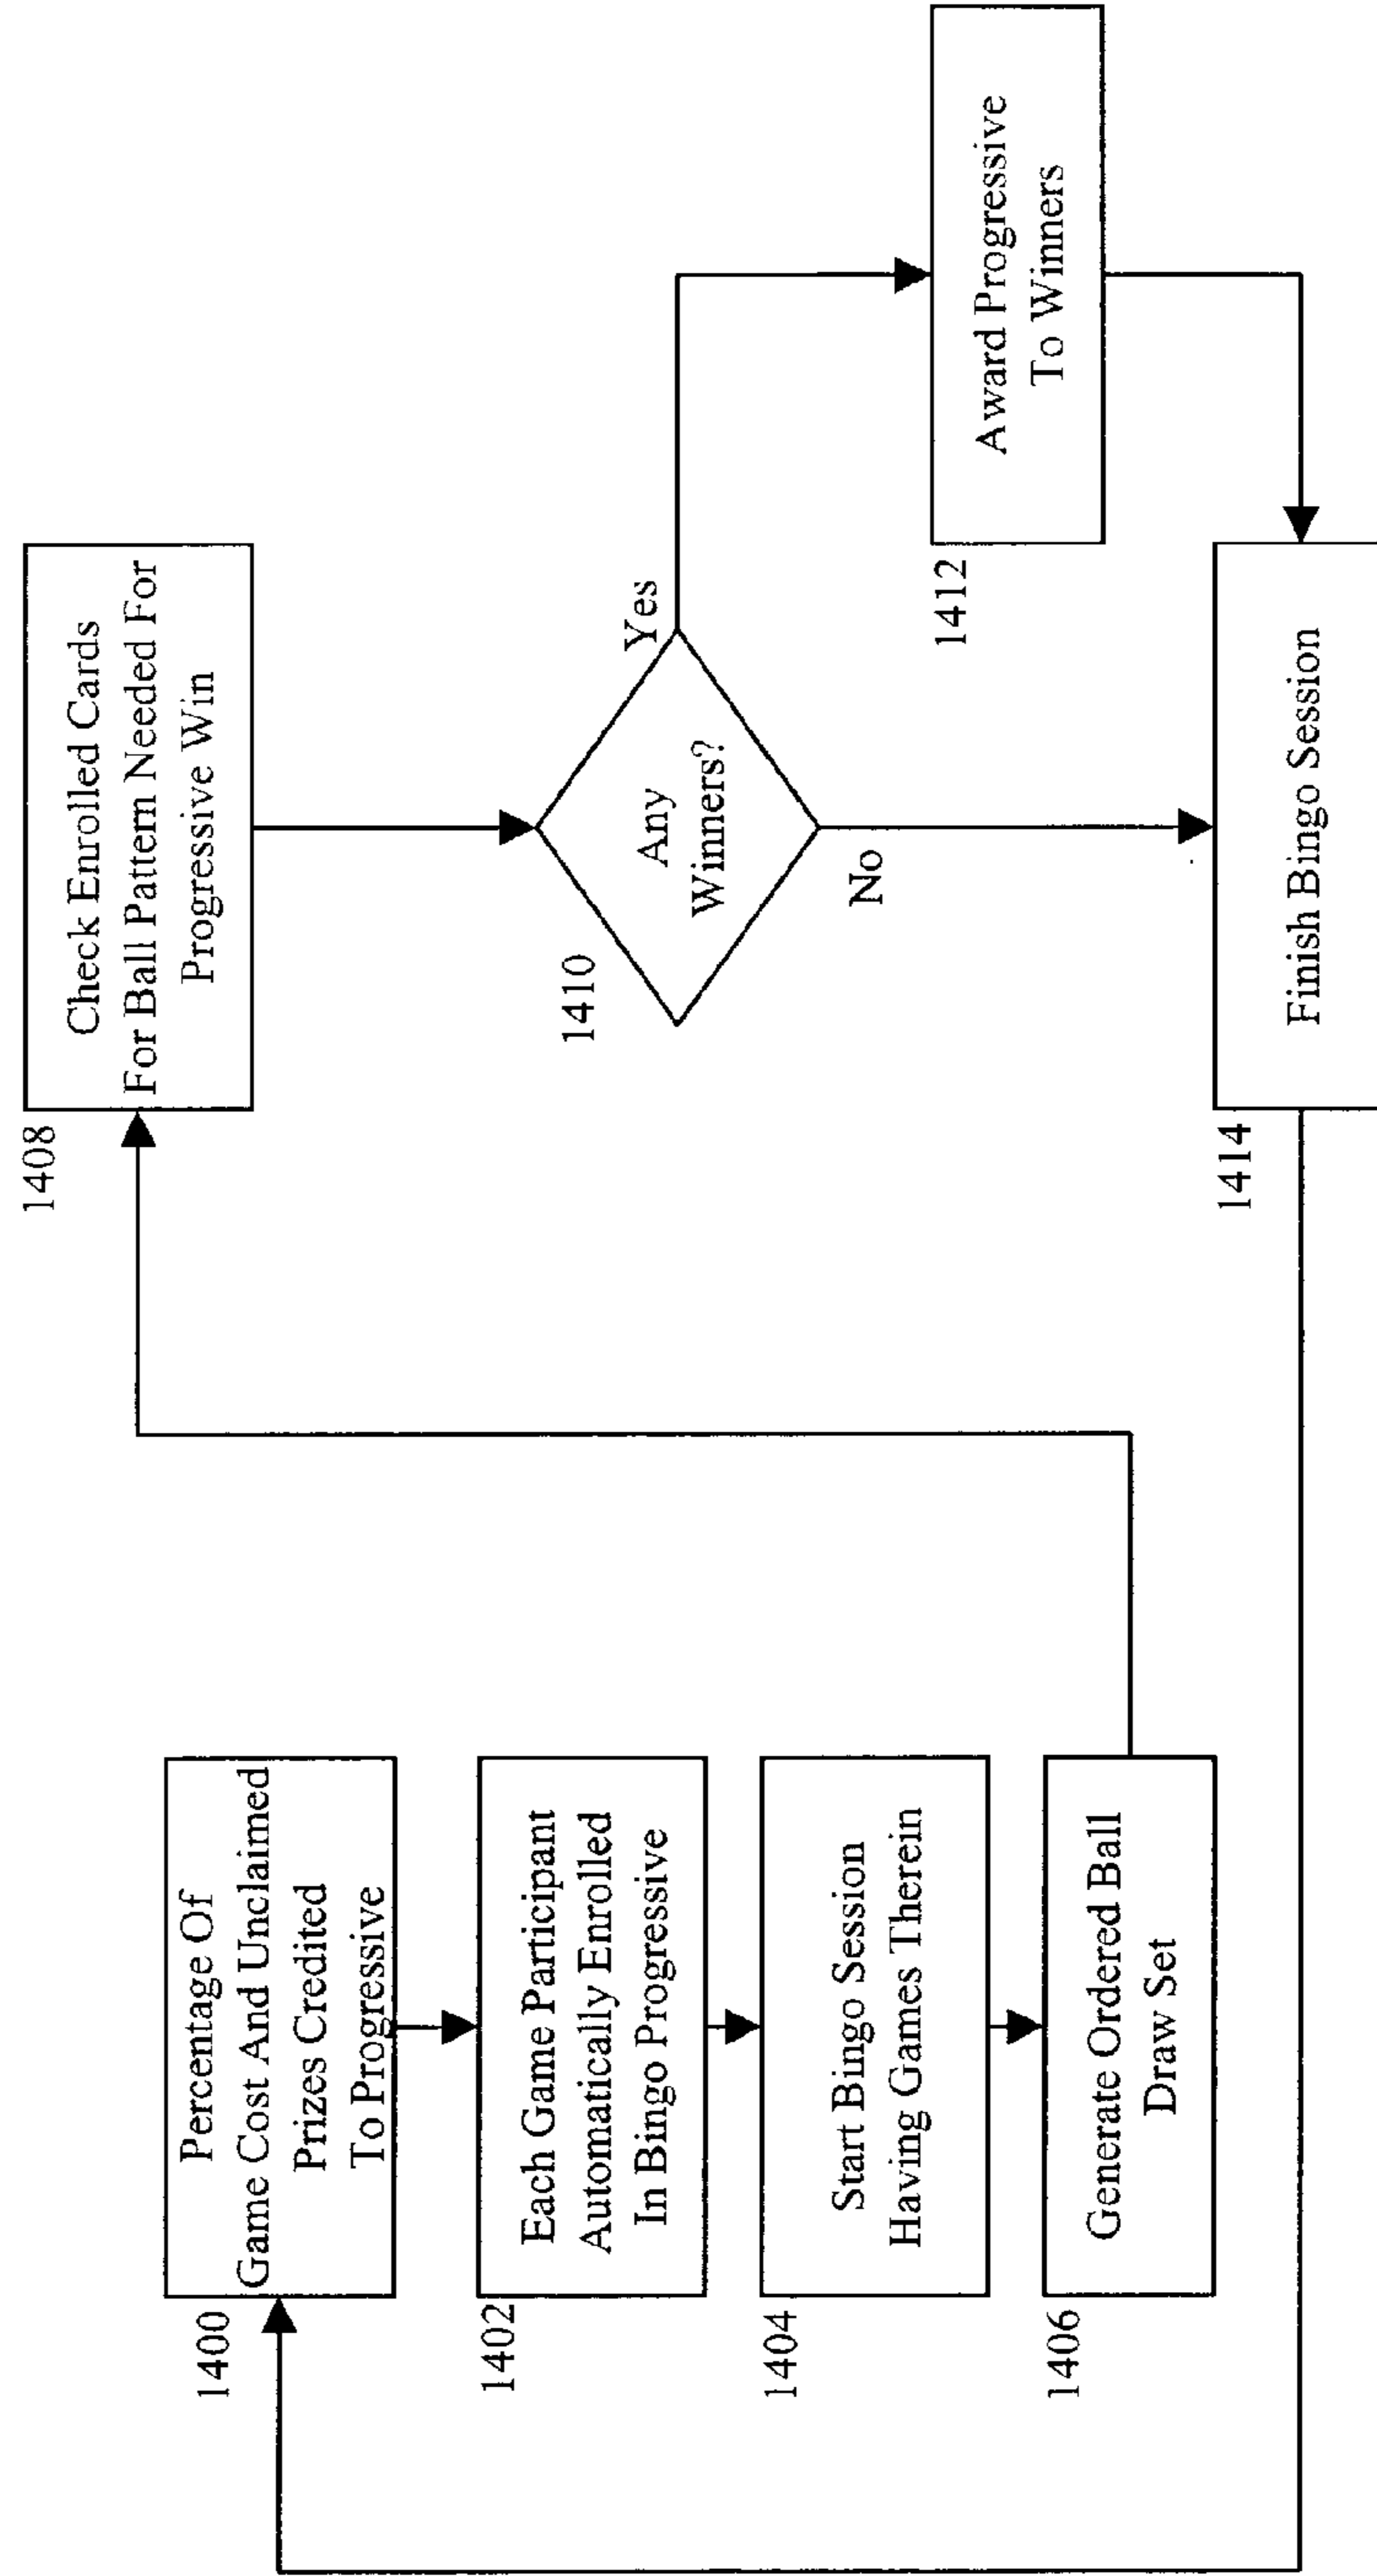 1400
Percentage Of
Game Cost And Unclaimed
Prizes Credited
To Progressive
1402
Each Game Participant
Automatically Enrolled
In Bingo Progressive
1404
Start Bingo Session
Having Games Therein
1406
Generate Ordered Ball
Draw Set
1408
Check Enrolled Cards
For Ball Pattern Needed For
Progressive Win
1410
Any
Winners?
Yes
No
1412
Award Progressive
To Winners
1414
Finish Bingo Session